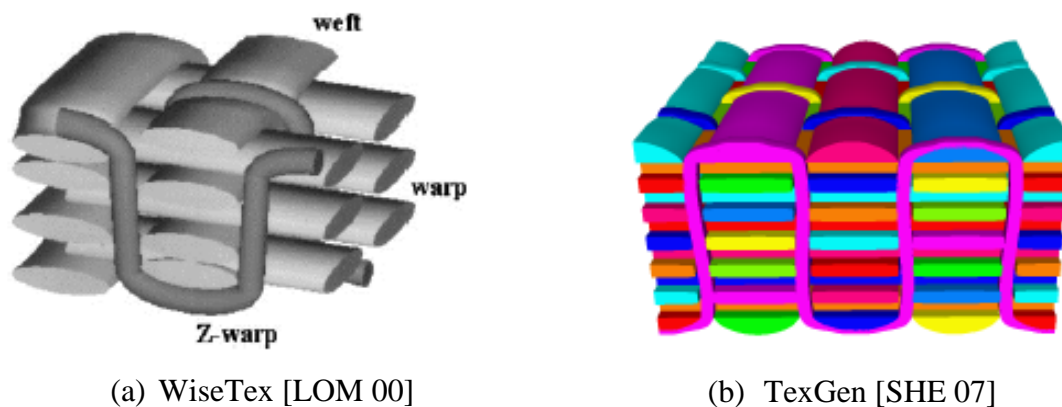 weft
warp
Z-warp
(a) WiseTex [LOM 00]
(b) TexGen [SHE 07]